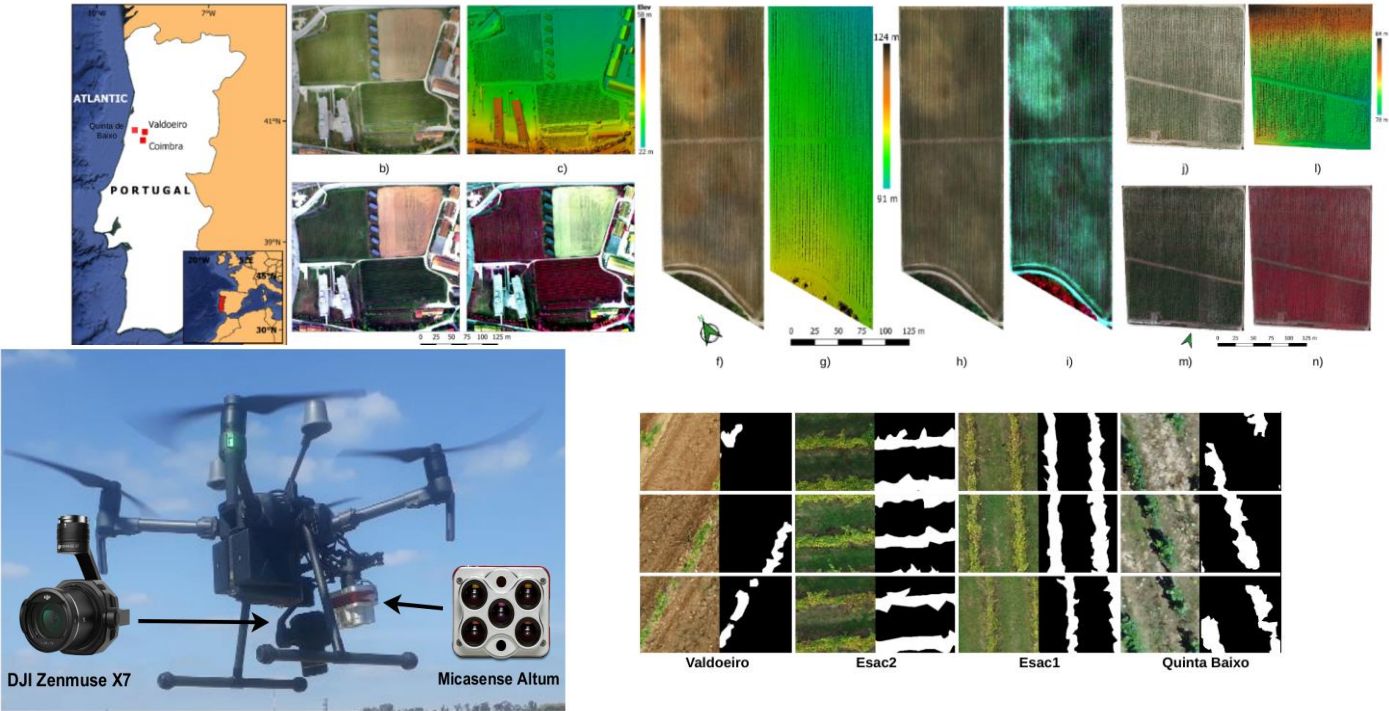 10°W
7°W
ATLANTIC
Quinta de
Baixo
Valdoeiro
Coimbra
PORTUGAL
41°N
39°N
20°W
5°E
45°N
30°N
Elev
58 m
22 m
b)
c)
0 25 50 75 100 125 m
124 m
91 m
0 25 50 75 100 125 m
f)
g)
h)
i)
84 m
78 m
j)
l)
0 25 50 75 100 125 m
m)
n)
DJI Zenmuse X7
Micasense Altum
Valdoeiro
Esac2
Esac1
Quinta Baixo